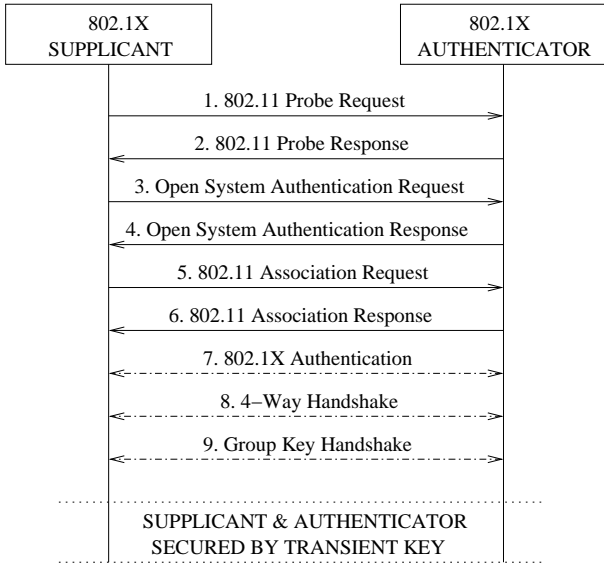 802.1X
SUPPLICANT
802.1X
AUTHENTICATOR
1. 802.11 Probe Request
2. 802.11 Probe Response
3. Open System Authentication Request
4. Open System Authentication Response
5. 802.11 Association Request
6. 802.11 Association Response
7. 802.1X Authentication
8. 4–Way Handshake
9. Group Key Handshake
SUPPLICANT & AUTHENTICATOR
SECURED BY TRANSIENT KEY